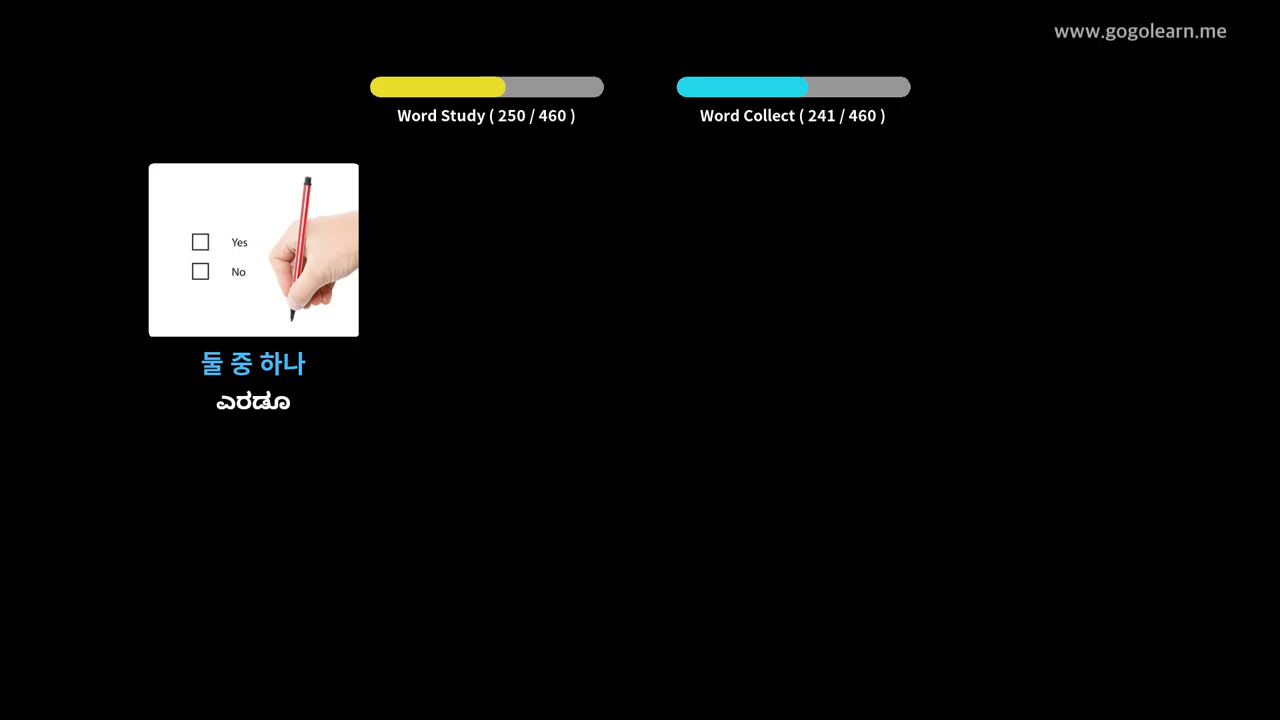 www.gogolearn.me
Word Study ( 250 / 460 )
Word Collect ( 241 / 460 )
Yes
No
둘 중 하나
ಎರಡೂ